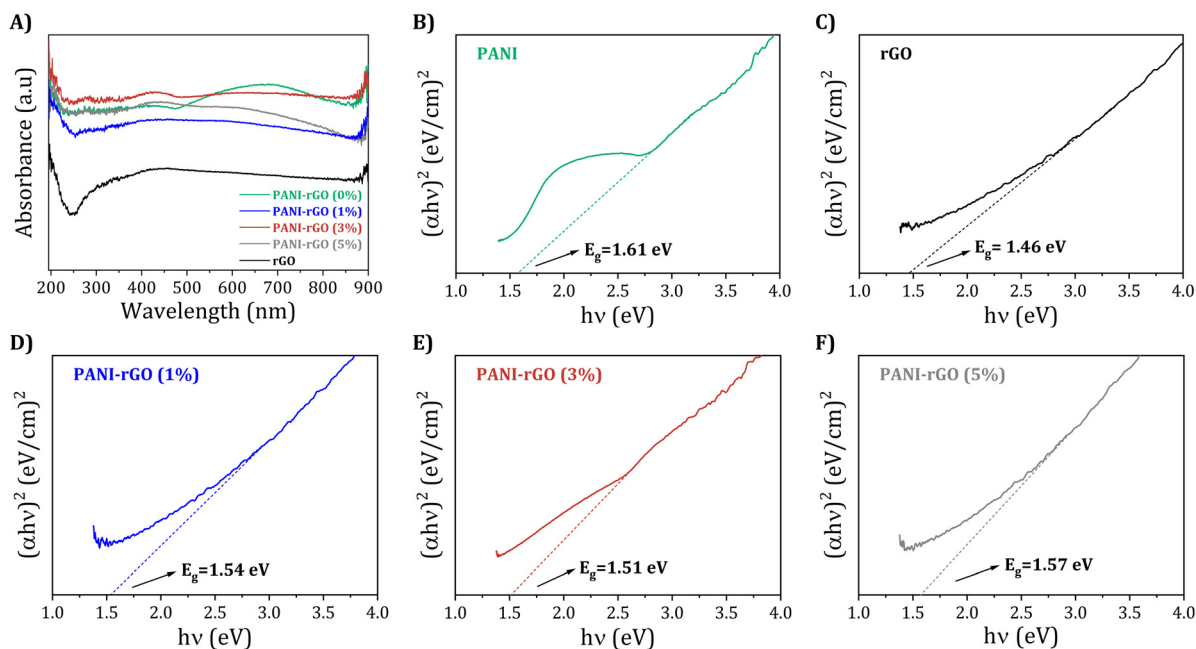 A)
Absorbance (a.u)
PANI-rGO (0%)
PANI-rGO (1%)
PANI-rGO (3%)
PANI-rGO (5%)
rGO
200 300 400 500 600 700 800 900
Wavelength (nm)
B)
PANI
(αhν)² (eV/cm)²
E_g=1.61 eV
1.0 1.5 2.0 2.5 3.0 3.5 4.0
hν (eV)
C)
rGO
(αhν)² (eV/cm)²
E_g= 1.46 eV
1.0 1.5 2.0 2.5 3.0 3.5 4.0
hν (eV)
D)
PANI-rGO (1%)
(αhν)² (eV/cm)²
E_g=1.54 eV
1.0 1.5 2.0 2.5 3.0 3.5 4.0
hν (eV)
E)
PANI-rGO (3%)
(αhν)² (eV/cm)²
E_g=1.51 eV
1.0 1.5 2.0 2.5 3.0 3.5 4.0
hν (eV)
F)
PANI-rGO (5%)
(αhν)² (eV/cm)²
E_g=1.57 eV
1.0 1.5 2.0 2.5 3.0 3.5 4.0
hν (eV)